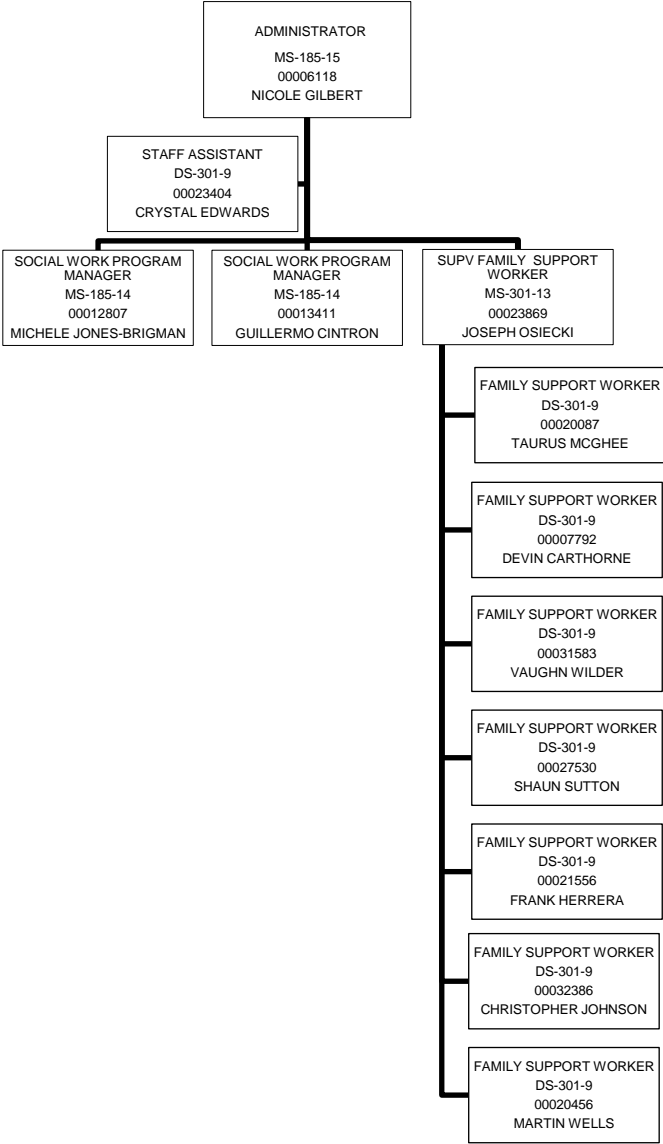 ADMINISTRATOR
MS-185-15
00006118
NICOLE GILBERT
STAFF ASSISTANT
DS-301-9
00023404
CRYSTAL EDWARDS
SOCIAL WORK PROGRAM
MANAGER
MS-185-14
00012807
MICHELE JONES-BRIGMAN
SOCIAL WORK PROGRAM
MANAGER
MS-185-14
00013411
GUILLERMO CINTRON
SUPV FAMILY SUPPORT
WORKER
MS-301-13
00023869
JOSEPH OSIECKI
FAMILY SUPPORT WORKER
DS-301-9
00020087
TAURUS MCGHEE
FAMILY SUPPORT WORKER
DS-301-9
00007792
DEVIN CARTHORNE
FAMILY SUPPORT WORKER
DS-301-9
00031583
VAUGHN WILDER
FAMILY SUPPORT WORKER
DS-301-9
00027530
SHAUN SUTTON
FAMILY SUPPORT WORKER
DS-301-9
00021556
FRANK HERRERA
FAMILY SUPPORT WORKER
DS-301-9
00032386
CHRISTOPHER JOHNSON
FAMILY SUPPORT WORKER
DS-301-9
00020456
MARTIN WELLS